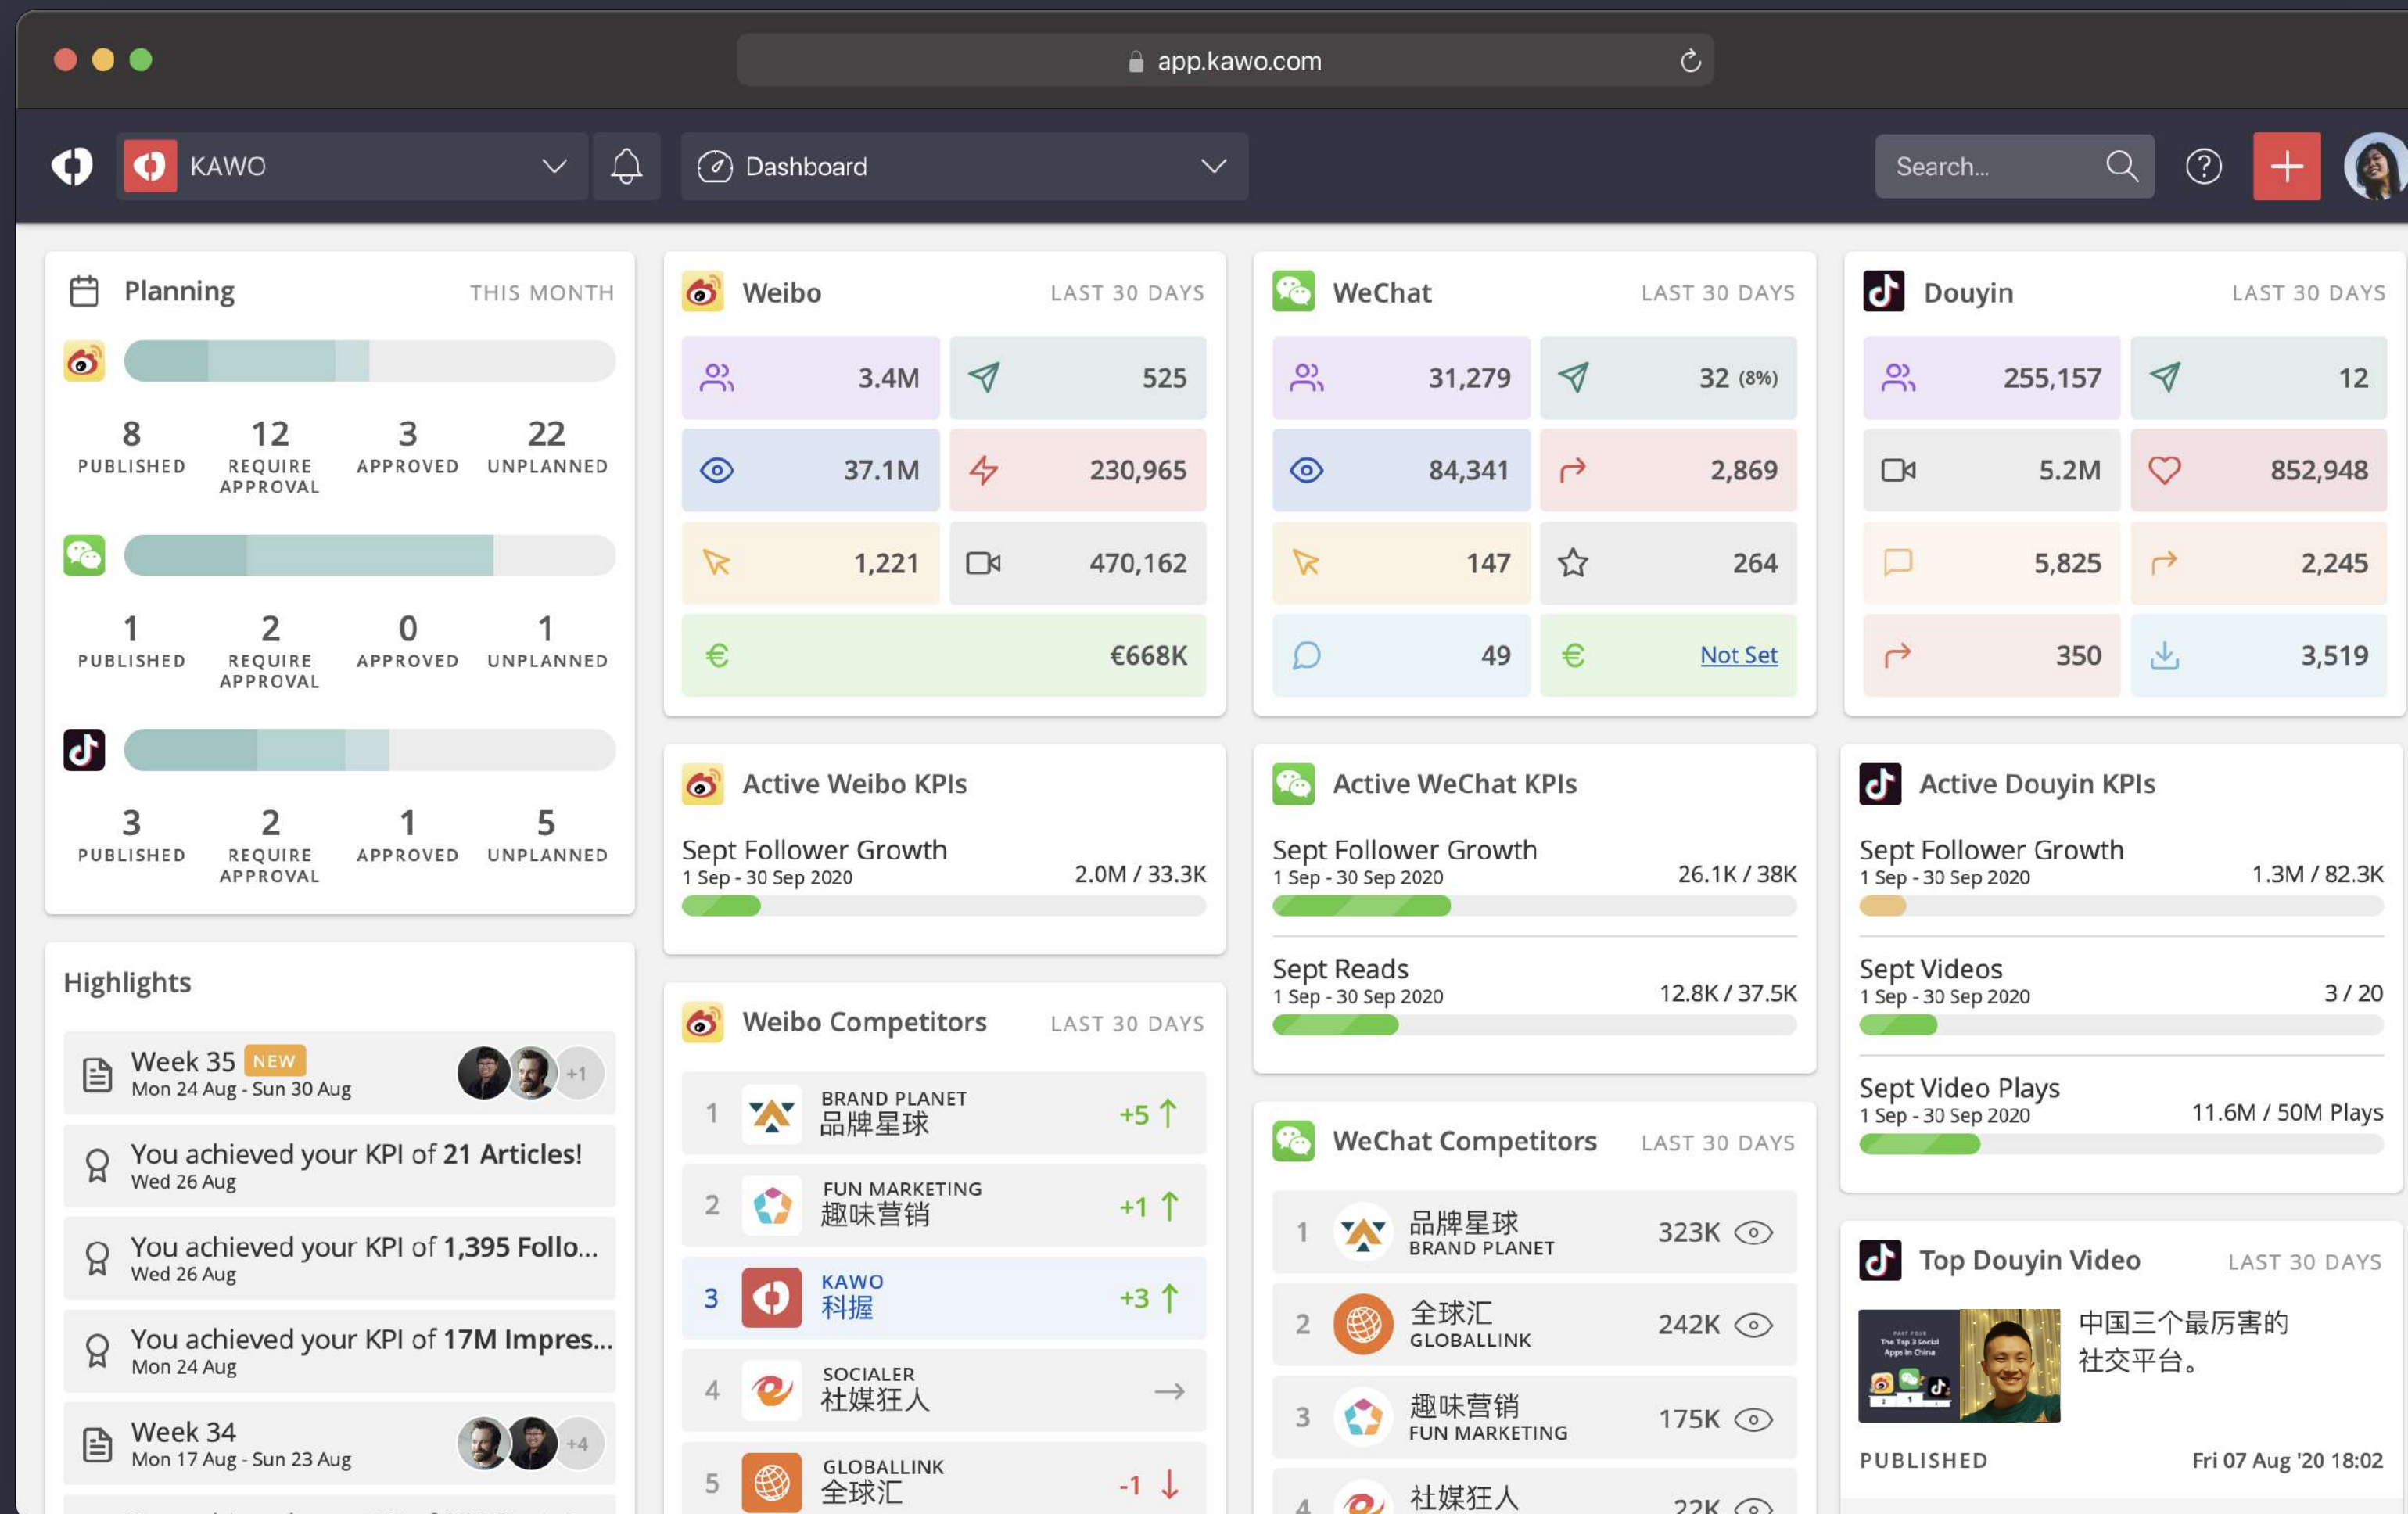 app.kawo.com
KAWO
Dashboard
Search...
Planning
THIS MONTH
8
12
3
22
PUBLISHED
REQUIRE
APPROVAL
APPROVED
UNPLANNED
1
2
0
1
PUBLISHED
REQUIRE
APPROVAL
APPROVED
UNPLANNED
3
2
1
5
PUBLISHED
REQUIRE
APPROVAL
APPROVED
UNPLANNED
Highlights
Week 35 NEW
Mon 24 Aug - Sun 30 Aug
+1
You achieved your KPI of 21 Articles!
Wed 26 Aug
You achieved your KPI of 1,395 Follo...
Wed 26 Aug
You achieved your KPI of 17M Impres...
Mon 24 Aug
Week 34
Mon 17 Aug - Sun 23 Aug
+4
Weibo
LAST 30 DAYS
3.4M
525
37.1M
230,965
1,221
470,162
€
€668K
Active Weibo KPIs
Sept Follower Growth
1 Sep - 30 Sep 2020
2.0M / 33.3K
Weibo Competitors
LAST 30 DAYS
1
BRAND PLANET
品牌星球
+5 ↑
2
FUN MARKETING
趣味营销
+1 ↑
3
KAWO
科握
+3 ↑
4
SOCIALER
社媒狂人
→
5
GLOBALLINK
全球汇
-1 ↓
WeChat
LAST 30 DAYS
31,279
32 (8%)
84,341
2,869
147
264
49
€
Not Set
Active WeChat KPIs
Sept Follower Growth
1 Sep - 30 Sep 2020
26.1K / 38K
Sept Reads
1 Sep - 30 Sep 2020
12.8K / 37.5K
WeChat Competitors
LAST 30 DAYS
1
品牌星球
BRAND PLANET
323K
2
全球汇
GLOBALLINK
242K
3
趣味营销
FUN MARKETING
175K
4
社媒狂人
22K
Douyin
LAST 30 DAYS
255,157
12
5.2M
852,948
5,825
2,245
350
3,519
Active Douyin KPIs
Sept Follower Growth
1 Sep - 30 Sep 2020
1.3M / 82.3K
Sept Videos
1 Sep - 30 Sep 2020
3 / 20
Sept Video Plays
1 Sep - 30 Sep 2020
11.6M / 50M Plays
Top Douyin Video
LAST 30 DAYS
PART FOUR
The Top 3 Social
Apps in China
中国三个最厉害的
社交平台。
PUBLISHED
Fri 07 Aug '20 18:02